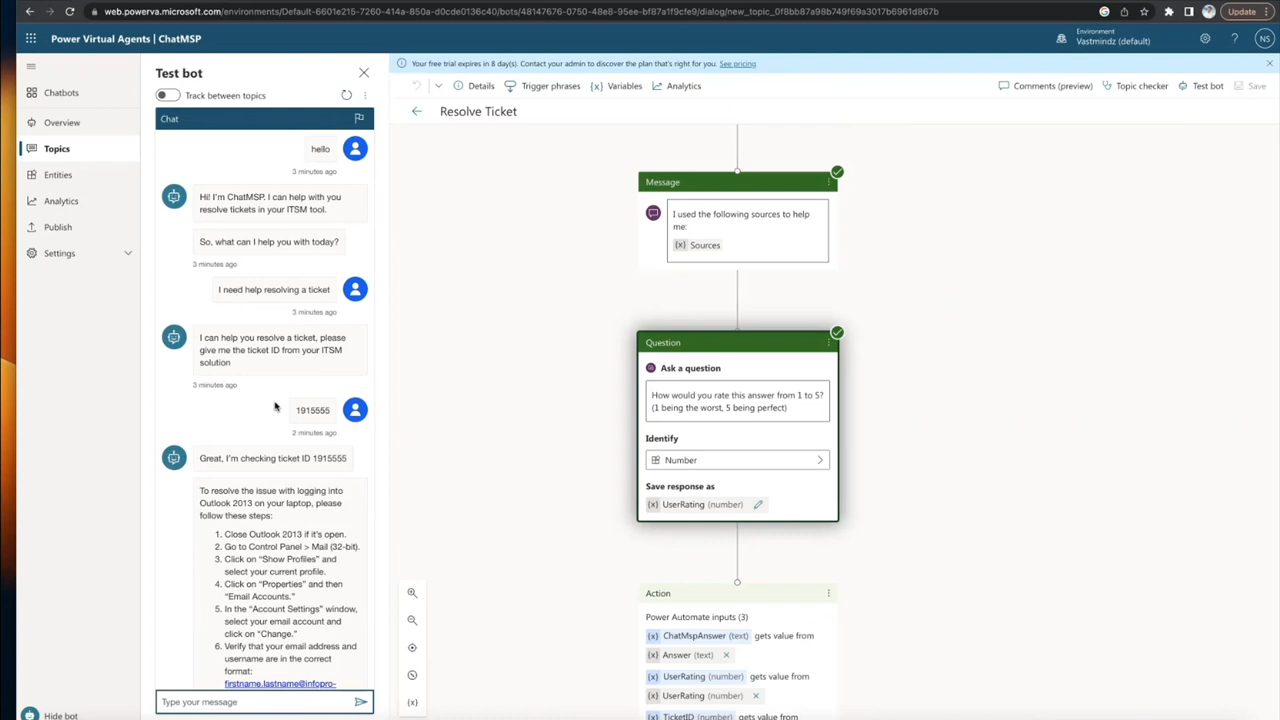 web.powerva.microsoft.com/environments/Default-6601e215-7260-414a-850a-d0cde0136c40/bots/48147676-0750-48e8-95ee-bf87a1f9cfe9/dialog/new_topic_0f8bb87a98b749f69a3017b6961d867b
Update
Power Virtual Agents | ChatMSP
Environment
Vastmindz (default)
?
NS
Chatbots
Overview
Topics
Entities
Analytics
Publish
Settings
Hide bot
Test bot
Track between topics
Chat
hello
3 minutes ago
Hi! I'm ChatMSP. I can help with you
resolve tickets in your ITSM tool.
So, what can I help you with today?
3 minutes ago
I need help resolving a ticket
3 minutes ago
I can help you resolve a ticket, please
give me the ticket ID from your ITSM
solution
3 minutes ago
1915555
2 minutes ago
Great, I'm checking ticket ID 1915555
To resolve the issue with logging into
Outlook 2013 on your laptop, please
follow these steps:
1. Close Outlook 2013 if it's open.
2. Go to Control Panel > Mail (32-bit).
3. Click on "Show Profiles" and
select your current profile.
4. Click on "Properties" and then
"Email Accounts."
5. In the "Account Settings" window,
select your email account and
click on "Change."
6. Verify that your email address and
username are in the correct
format:
firstname.lastname@infopro-
Type your message
Your free trial expires in 8 day(s). Contact your admin to discover the plan that's right for you. See pricing
Details
Trigger phrases
{x} Variables
Analytics
Comments (preview)
Topic checker
Test bot
Save
Resolve Ticket
Message
I used the following sources to help
me:
{x} Sources
Question
Ask a question
How would you rate this answer from 1 to 5?
(1 being the worst, 5 being perfect)
Identify
Number
Save response as
{x} UserRating (number)
Action
Power Automate inputs (3)
{x} ChatMspAnswer (text) gets value from
{x} Answer (text)
{x} UserRating (number) gets value from
{x} UserRating (number)
{x} TicketID (number) gets value from
{x}